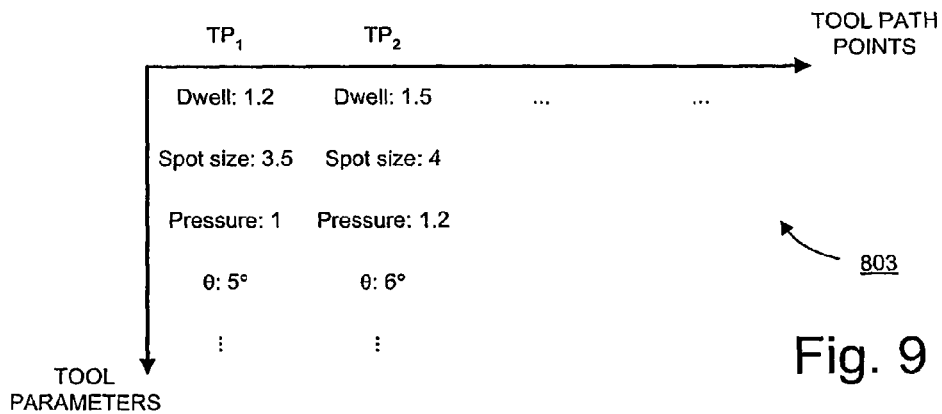 TP1 TP2 TOOL PATH
POINTS
Dwell: 1.2 Dwell: 1.5 ... ...
Spot size: 3.5 Spot size: 4
Pressure: 1 Pressure: 1.2
803
θ: 5° θ: 6°
⋮ ⋮
Fig. 9
TOOL
PARAMETERS